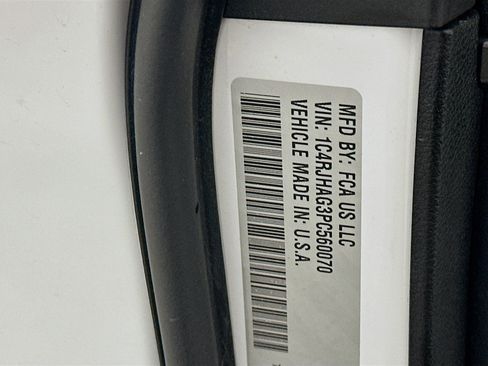 MFD BY: FCA US LLC
VIN: 1C4RJHAG3PC560070
VEHICLE MADE IN: U.S.A.